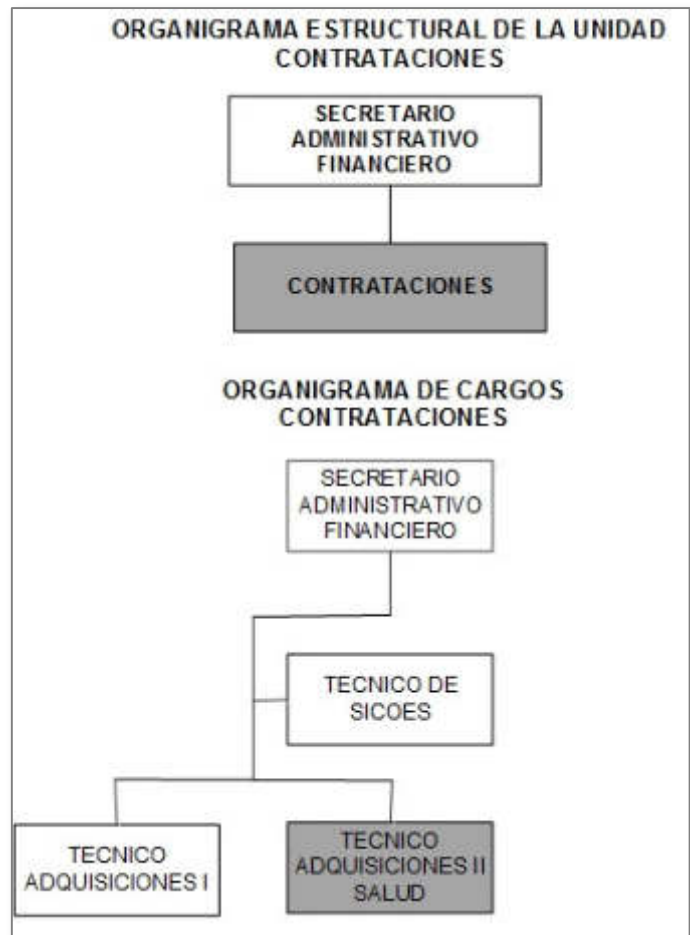 ORGANIGRAMA ESTRUCTURAL DE LA UNIDAD
CONTRATACIONES
SECRETARIO
ADMINISTRATIVO
FINANCIERO
CONTRATACIONES
ORGANIGRAMA DE CARGOS
CONTRATACIONES
SECRETARIO
ADMINISTRATIVO
FINANCIERO
TECNICO DE
SICOES
TECNICO
ADQUISICIONES I
TECNICO
ADQUISICIONES II
SALUD